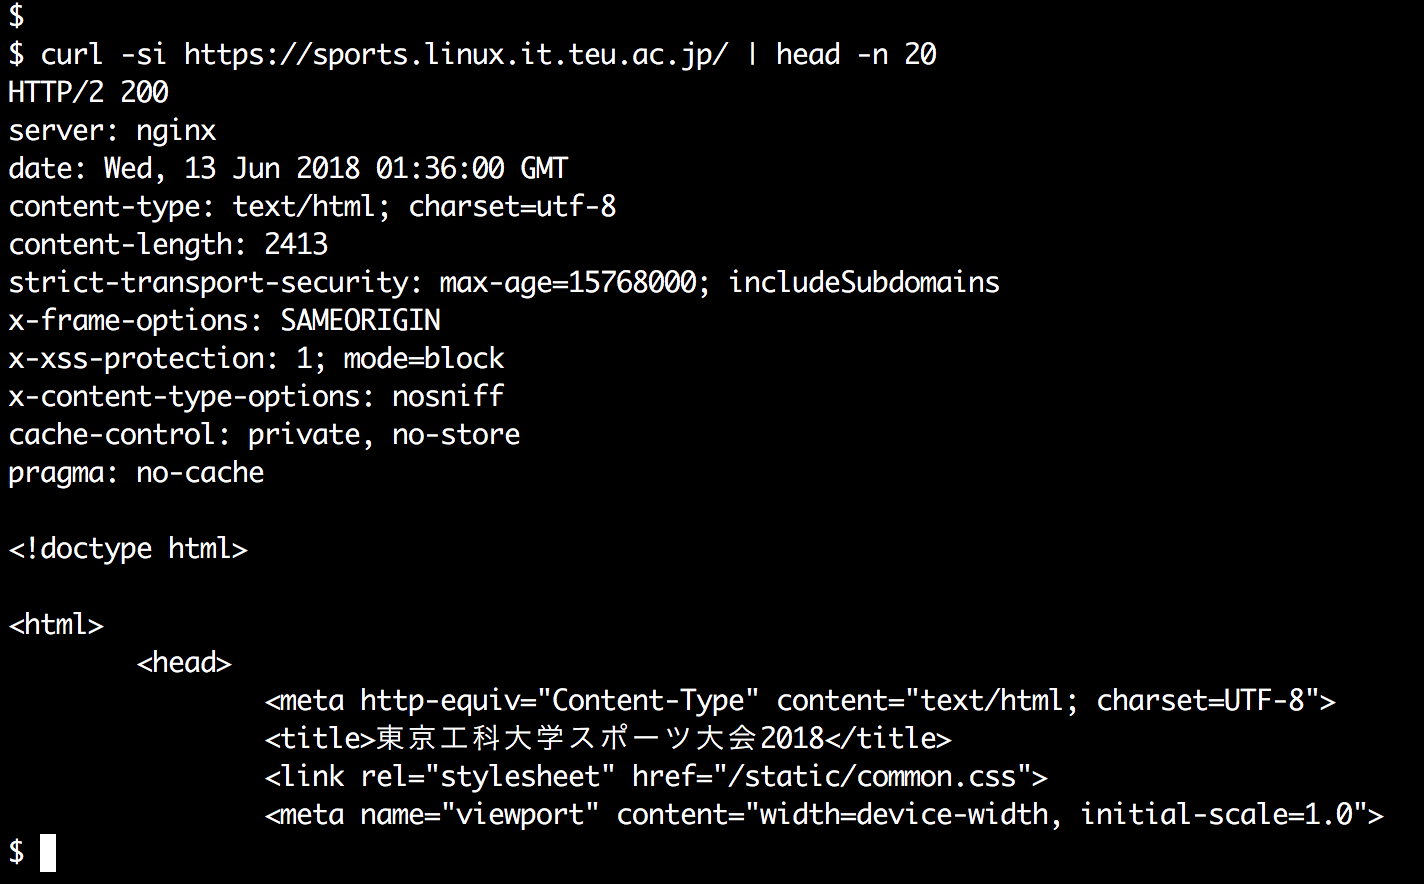 $
$ curl -si https://sports.linux.it.teu.ac.jp/ | head -n 20
HTTP/2 200
server: nginx
date: Wed, 13 Jun 2018 01:36:00 GMT
content-type: text/html; charset=utf-8
content-length: 2413
strict-transport-security: max-age=15768000; includeSubdomains
x-frame-options: SAMEORIGIN
x-xss-protection: 1; mode=block
x-content-type-options: nosniff
cache-control: private, no-store
pragma: no-cache

<!doctype html>

<html>
        <head>
                <meta http-equiv="Content-Type" content="text/html; charset=UTF-8">
                <title>東京工科大学スポーツ大会2018</title>
                <link rel="stylesheet" href="/static/common.css">
                <meta name="viewport" content="width=device-width, initial-scale=1.0">
$